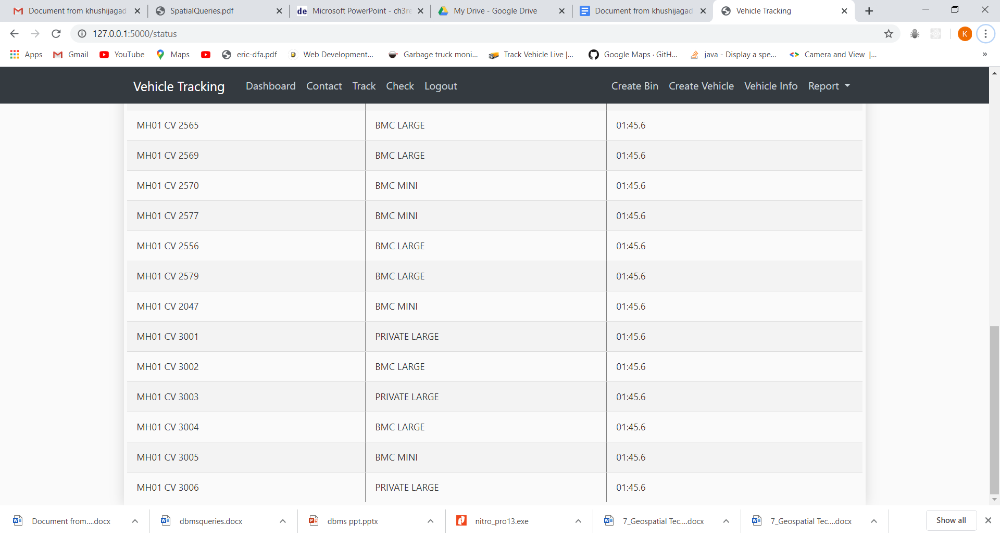 Document from khushijagad
SpatialQueries.pdf
de Microsoft PowerPoint - ch3re
My Drive - Google Drive
Document from khushijagad
Vehicle Tracking
127.0.0.1:5000/status
K
Apps
Gmail
YouTube
Maps
eric-dfa.pdf
Web Development...
Garbage truck moni...
Track Vehicle Live |...
Google Maps · GitH...
java - Display a spe...
Camera and View |...
»
Vehicle Tracking Dashboard Contact Track Check Logout Create Bin Create Vehicle Vehicle Info Report
MH01 CV 2565 BMC LARGE 01:45.6
MH01 CV 2569 BMC LARGE 01:45.6
MH01 CV 2570 BMC MINI 01:45.6
MH01 CV 2577 BMC MINI 01:45.6
MH01 CV 2556 BMC LARGE 01:45.6
MH01 CV 2579 BMC LARGE 01:45.6
MH01 CV 2047 BMC MINI 01:45.6
MH01 CV 3001 PRIVATE LARGE 01:45.6
MH01 CV 3002 BMC LARGE 01:45.6
MH01 CV 3003 PRIVATE LARGE 01:45.6
MH01 CV 3004 BMC LARGE 01:45.6
MH01 CV 3005 BMC MINI 01:45.6
MH01 CV 3006 PRIVATE LARGE 01:45.6
Document from....docx
dbmsqueries.docx
dbms ppt.pptx
nitro_pro13.exe
7_Geospatial Tec....docx
7_Geospatial Tec....docx
Show all